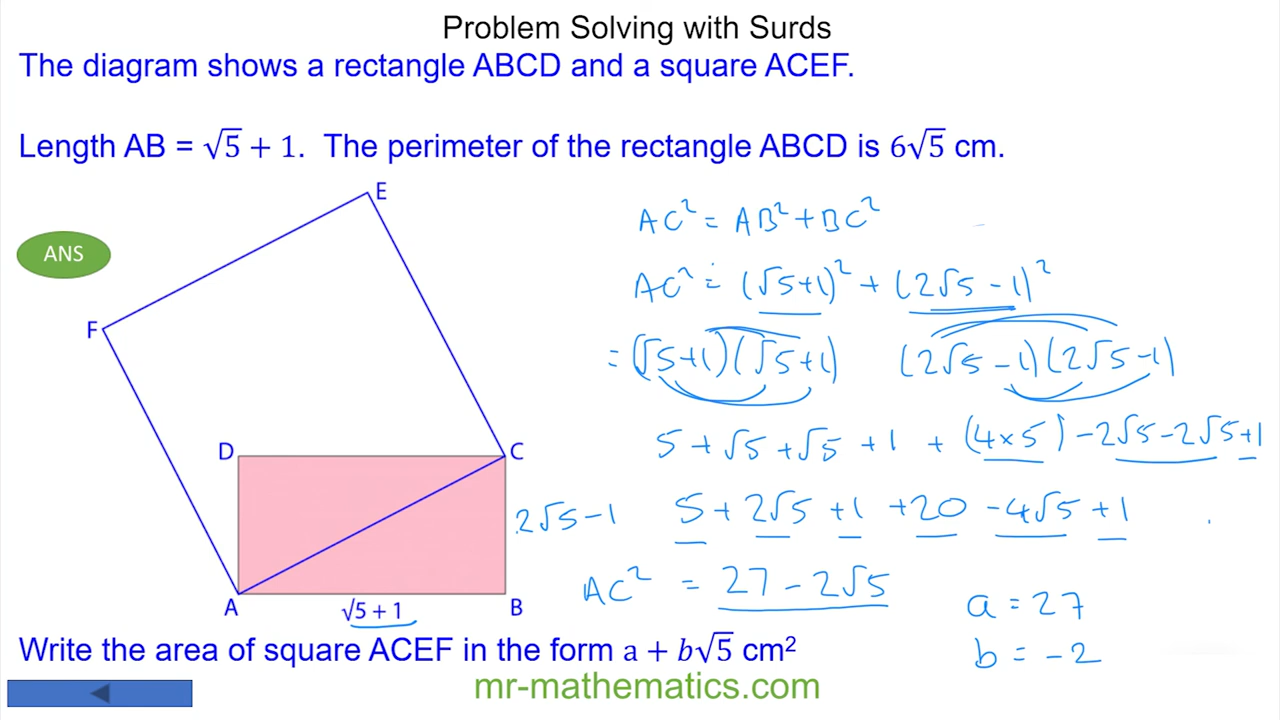 Problem Solving with Surds
The diagram shows a rectangle ABCD and a square ACEF.
Length AB = √5 + 1. The perimeter of the rectangle ABCD is 6√5 cm.
ANS
E
F
D
C
A
B
√5 + 1
2√5 - 1
AC² = AB² + BC²
AC² = (√5+1)² + (2√5 - 1)²
= (√5+1)(√5+1) (2√5 - 1)(2√5 - 1)
5 + √5 + √5 + 1 + (4×5) - 2√5 - 2√5 + 1
5 + 2√5 + 1 + 20 - 4√5 + 1
AC² = 27 - 2√5
a = 27
b = -2
Write the area of square ACEF in the form a + b√5 cm²
mr-mathematics.com